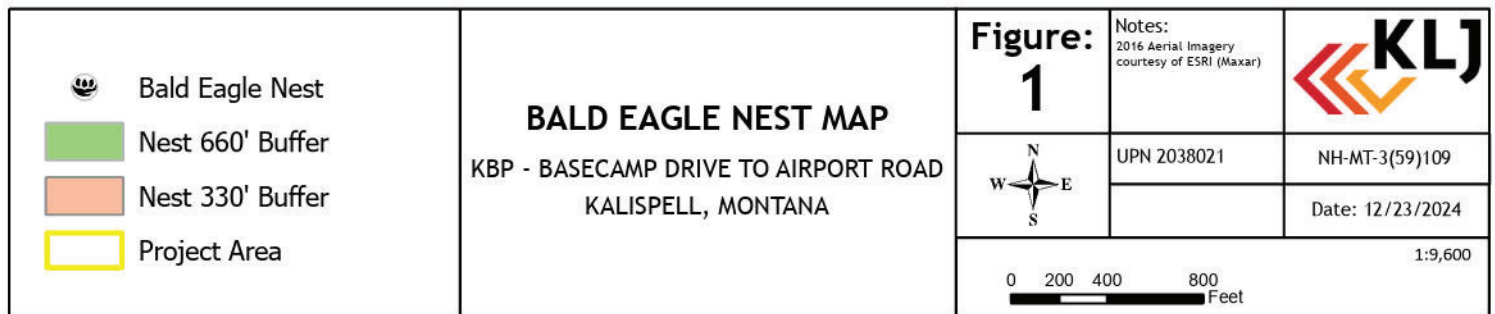 Bald Eagle Nest
Nest 660' Buffer
Nest 330' Buffer
Project Area
BALD EAGLE NEST MAP
KBP - BASECAMP DRIVE TO AIRPORT ROAD
KALISPELL, MONTANA
Figure:
1
Notes:
2016 Aerial Imagery
courtesy of ESRI (Maxar)
KLJ
N
W E
S
UPN 2038021
NH-MT-3(59)109
Date: 12/23/2024
1:9,600
0 200 400 800
Feet